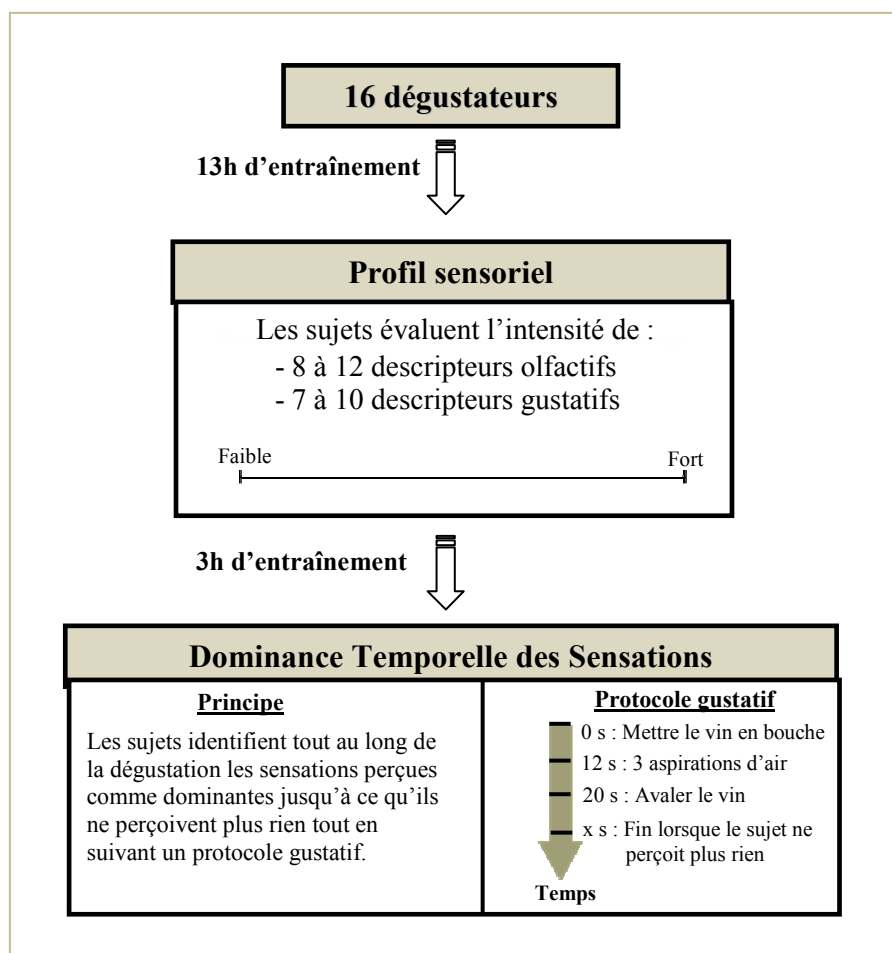 16 dégustateurs
13h d’entraînement
Profil sensoriel
Les sujets évaluent l’intensité de :
- 8 à 12 descripteurs olfactifs
- 7 à 10 descripteurs gustatifs
Faible
Fort
3h d’entraînement
Dominance Temporelle des Sensations
Principe
Les sujets identifient tout au long de
la dégustation les sensations perçues
comme dominantes jusqu’à ce qu’ils
ne perçoivent plus rien tout en
suivant un protocole gustatif.
Protocole gustatif
0 s : Mettre le vin en bouche
12 s : 3 aspirations d’air
20 s : Avaler le vin
x s : Fin lorsque le sujet ne
perçoit plus rien
Temps